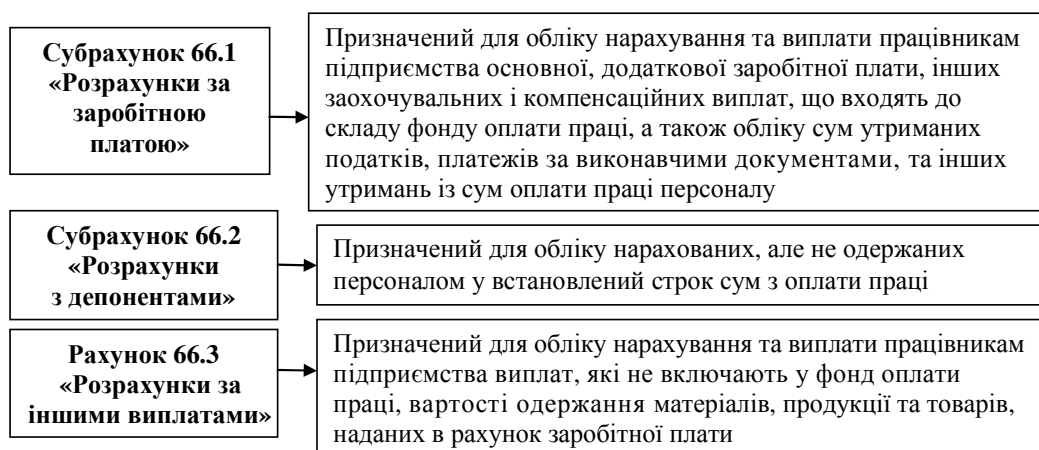 Субрахунок 66.1
«Розрахунки за
заробітною
платою»
Призначений для обліку нарахування та виплати працівникам
підприємства основної, додаткової заробітної плати, інших
заохочувальних і компенсаційних виплат, що входять до
складу фонду оплати праці, а також обліку сум утриманих
податків, платежів за виконавчими документами, та інших
утримань із сум оплати праці персоналу
Субрахунок 66.2
«Розрахунки
з депонентами»
Призначений для обліку нарахованих, але не одержаних
персоналом у встановлений строк сум з оплати праці
Рахунок 66.3
«Розрахунки за
іншими виплатами»
Призначений для обліку нарахування та виплати працівникам
підприємства виплат, які не включають у фонд оплати
праці, вартості одержання матеріалів, продукції та товарів,
наданих в рахунок заробітної плати